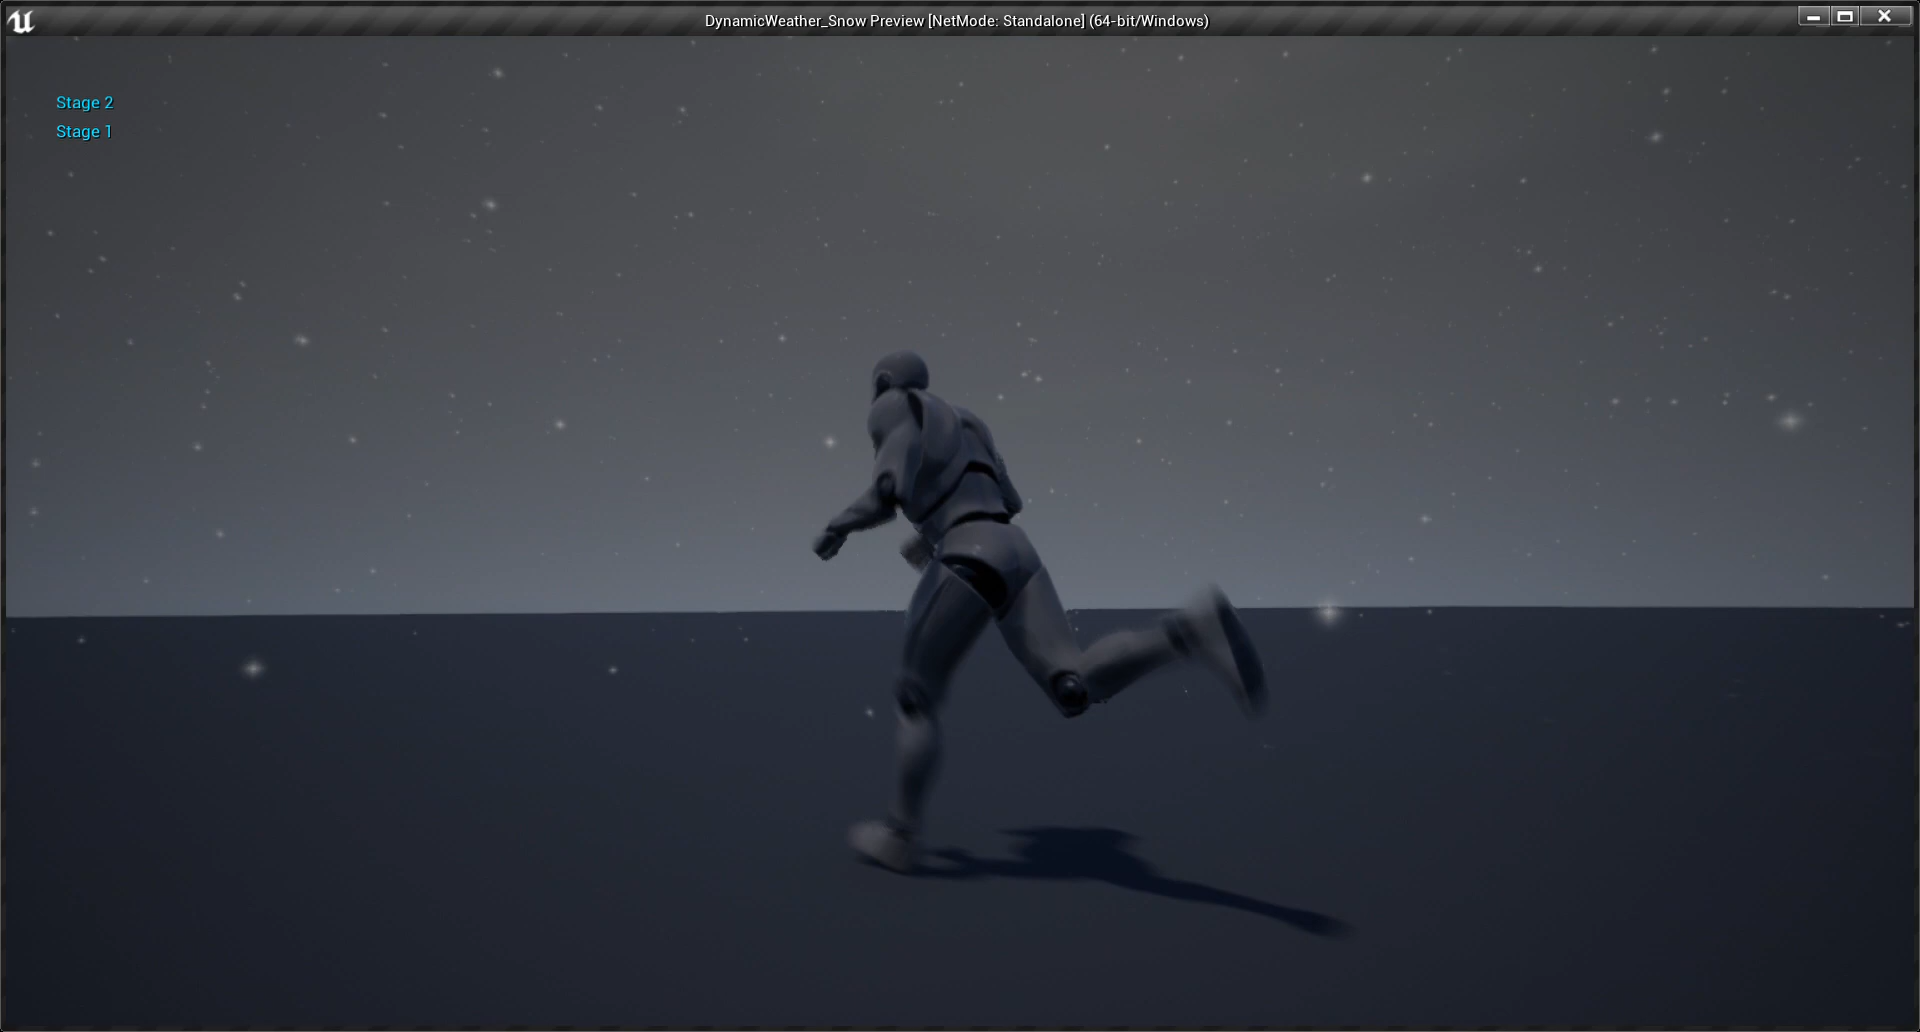 DynamicWeather_Snow Preview [NetMode: Standalone] (64-bit/Windows)
Stage 2
Stage 1